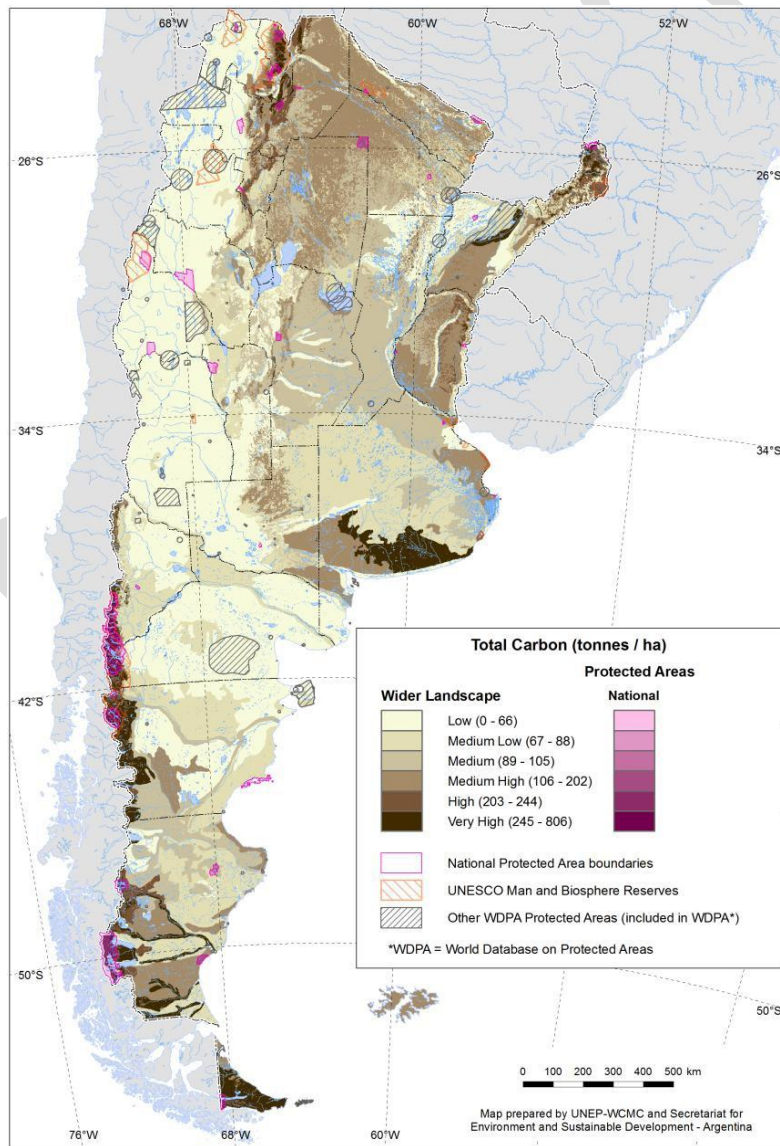 68°W
60°W
52°W
26°S
26°S
34°S
34°S
Total Carbon (tonnes / ha)
Protected Areas
Wider Landscape
National
Low (0 - 66)
Medium Low (67 - 88)
Medium (89 - 105)
Medium High (106 - 202)
High (203 - 244)
Very High (245 - 806)
National Protected Area boundaries
UNESCO Man and Biosphere Reserves
Other WDPA Protected Areas (included in WDPA*)
*WDPA = World Database on Protected Areas
42°S
50°S
50°S
0 100 200 300 400 500 km
Map prepared by UNEP-WCMC and Secretariat for
Environment and Sustainable Development - Argentina
76°W
68°W
60°W